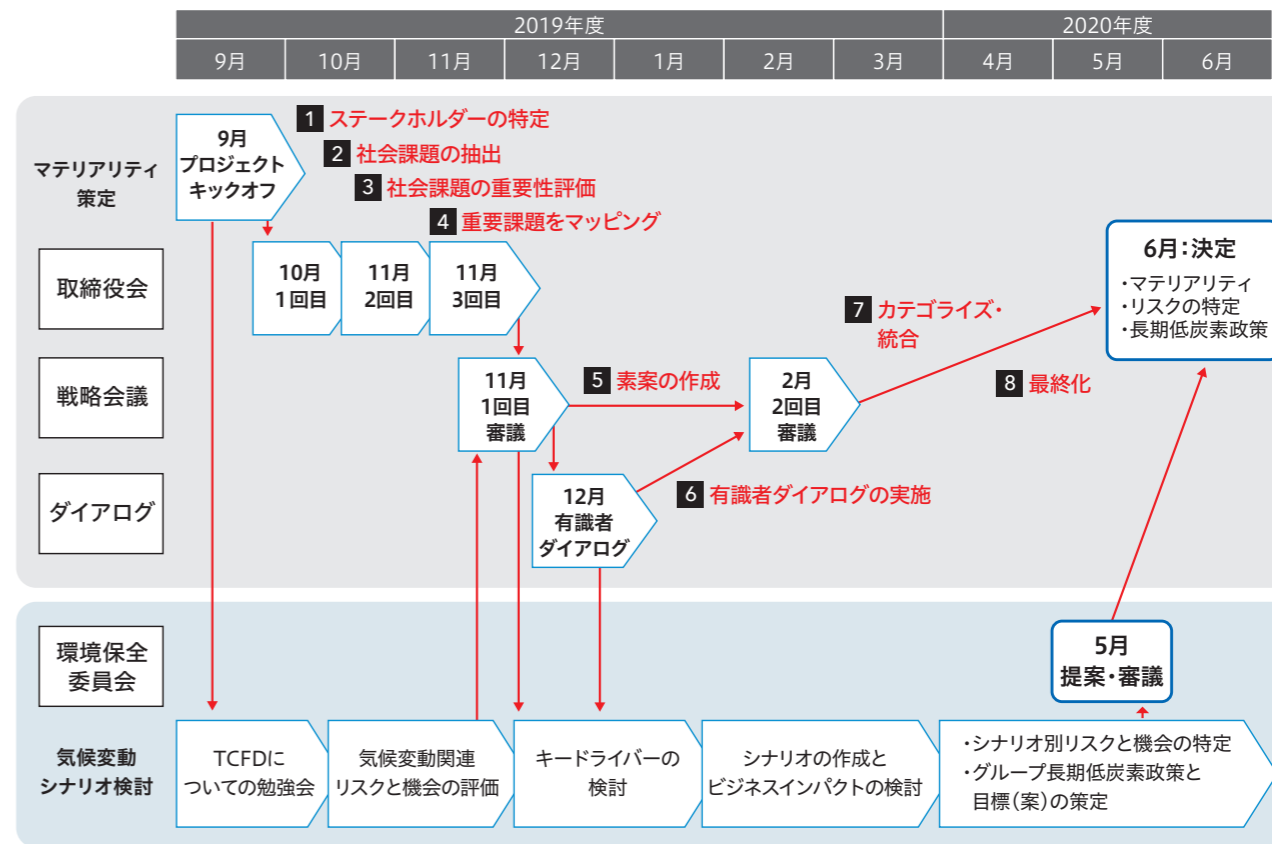 2019年度
2020年度
9月
10月
11月
12月
1月
2月
3月
4月
5月
6月
マテリアリティ
策定
9月
プロジェクト
キックオフ
1 ステークホルダーの特定
2 社会課題の抽出
3 社会課題の重要性評価
4 重要課題をマッピング
取締役会
10月
1回目
11月
2回目
11月
3回目
6月：決定
・マテリアリティ
・リスクの特定
・長期低炭素政策
7 カテゴライズ・
統合
戦略会議
11月
1回目
審議
5 素案の作成
2月
2回目
審議
8 最終化
ダイアログ
12月
有識者
ダイアログ
6 有識者ダイアログの実施
環境保全
委員会
5月
提案・審議
気候変動
シナリオ検討
TCFDに
ついての勉強会
気候変動関連
リスクと機会の評価
キードライバーの
検討
シナリオの作成と
ビジネスインパクトの検討
・シナリオ別リスクと機会の特定
・グループ長期低炭素政策と
目標（案）の策定